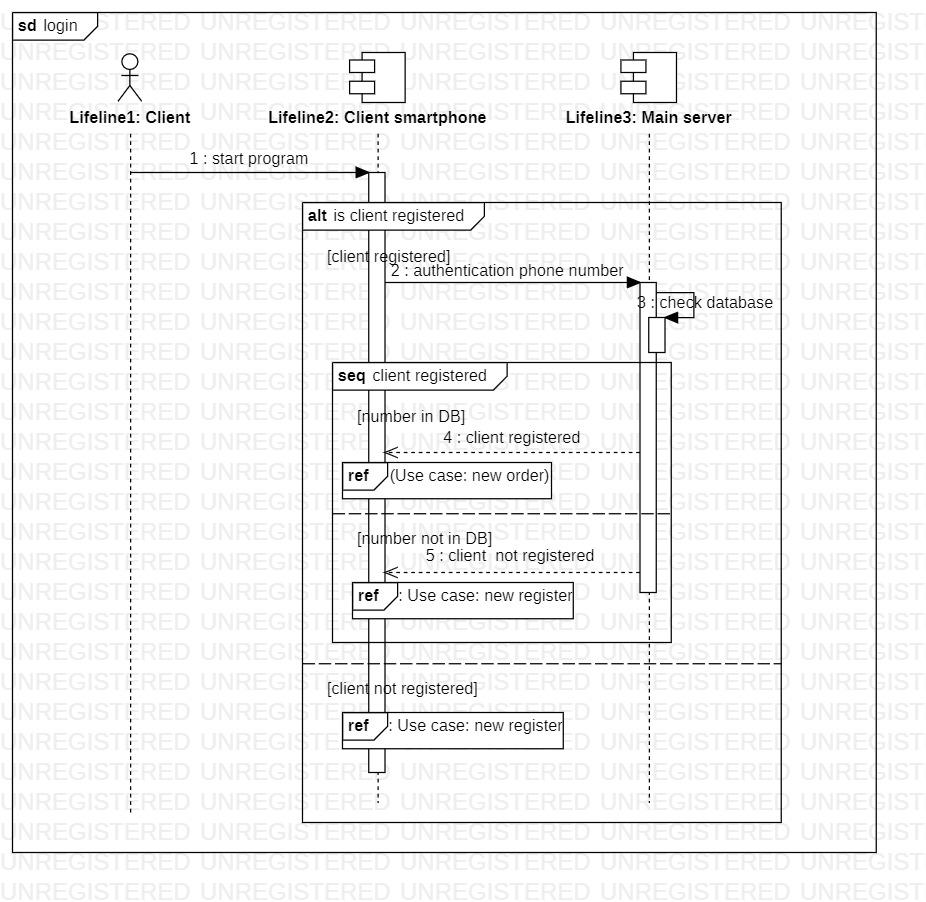 sd login
Lifeline1: Client
Lifeline2: Client smartphone
Lifeline3: Main server
1 : start program
alt is client registered
[client registered]
2 : authentication phone number
3 : check database
seq client registered
[number in DB]
4 : client registered
ref (Use case: new order)
[number not in DB]
5 : client  not registered
ref : Use case: new register
[client not registered]
ref : Use case: new register
UNREGISTERED